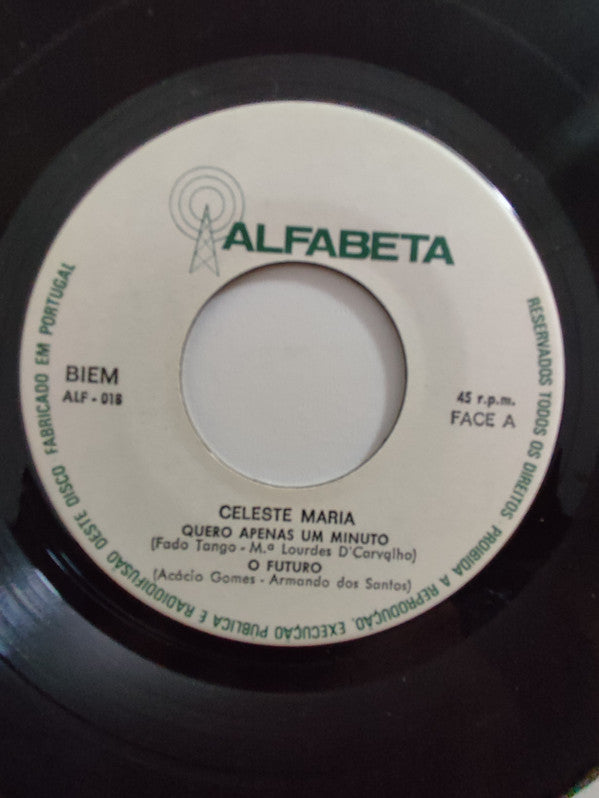 ALFABETA
BIEM
ALF - 018
45 r.p.m.
FACE A
CELESTE MARIA
QUERO APENAS UM MINUTO
(Fado Tango - M.ª Lourdes D'Carvalho)
O FUTURO
(Acácio Gomes - Armando dos Santos)
RESERVADOS TODOS OS DIREITOS PROIBIDA A REPRODUÇÃO, EXECUÇÃO PUBLICA E RADIODIFUSÃO DESTE DISCO FABRICADO EM PORTUGAL